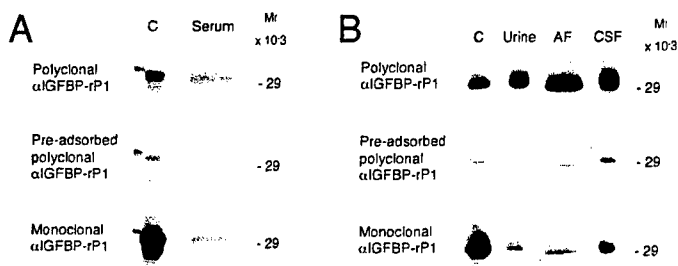 A
C Serum Mr
x 10-3
Polyclonal
αIGFBP-rP1
- 29
Pre-adsorbed
polyclonal
αIGFBP-rP1
- 29
Monoclonal
αIGFBP-rP1
- 29
B
C Urine AF CSF Mr
x 10-3
Polyclonal
αIGFBP-rP1
- 29
Pre-adsorbed
polyclonal
αIGFBP-rP1
- 29
Monoclonal
αIGFBP-rP1
- 29